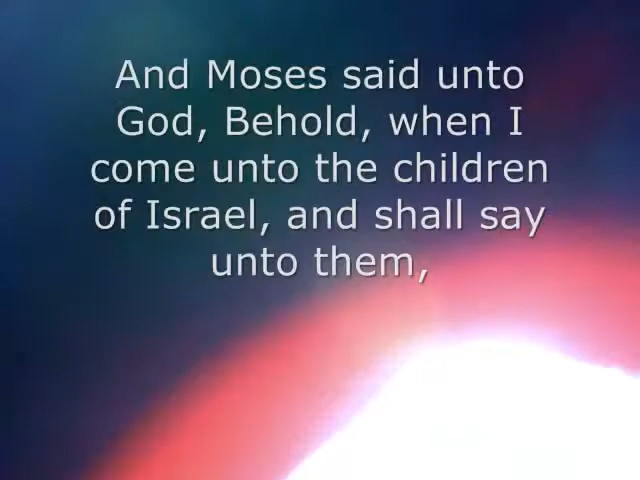 And Moses said unto
God, Behold, when I
come unto the children
of Israel, and shall say
unto them,